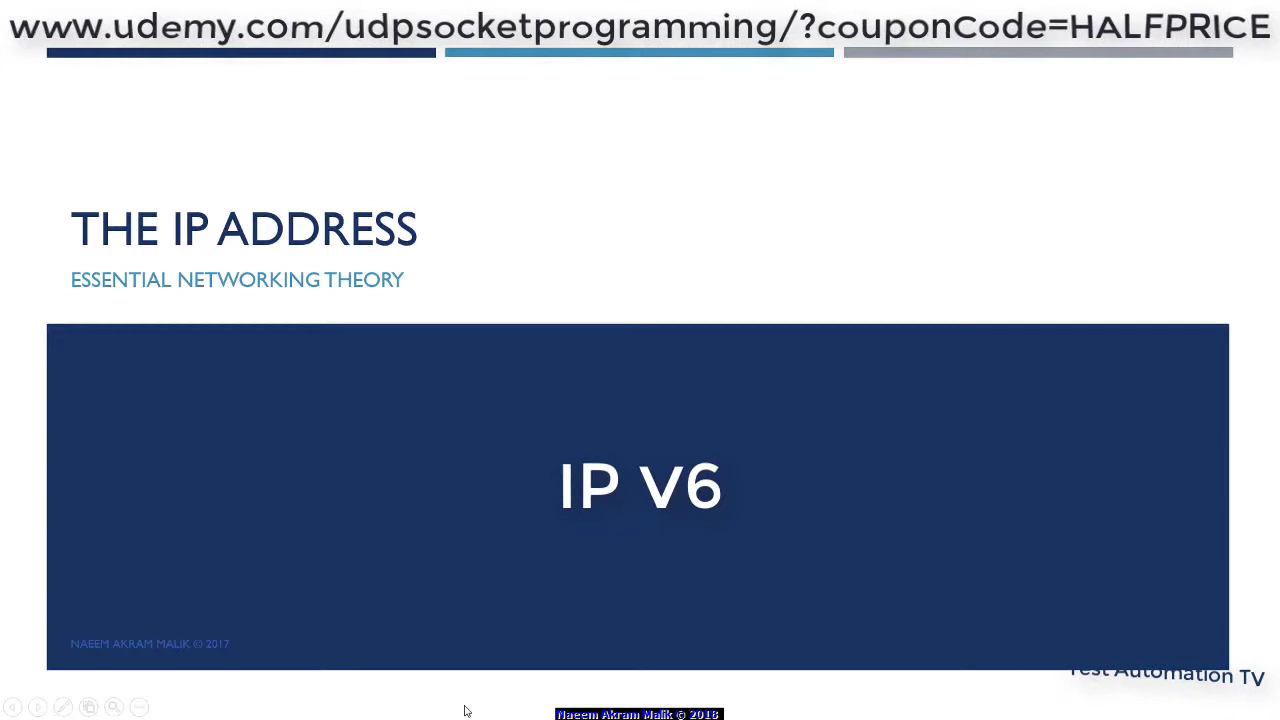 www.udemy.com/udpsocketprogramming/?couponCode=HALFPRICE
THE IP ADDRESS
ESSENTIAL NETWORKING THEORY
IP V6
NAEEM AKRAM MALIK © 2017
Test Automation TV
Naeem Akram Malik © 2018